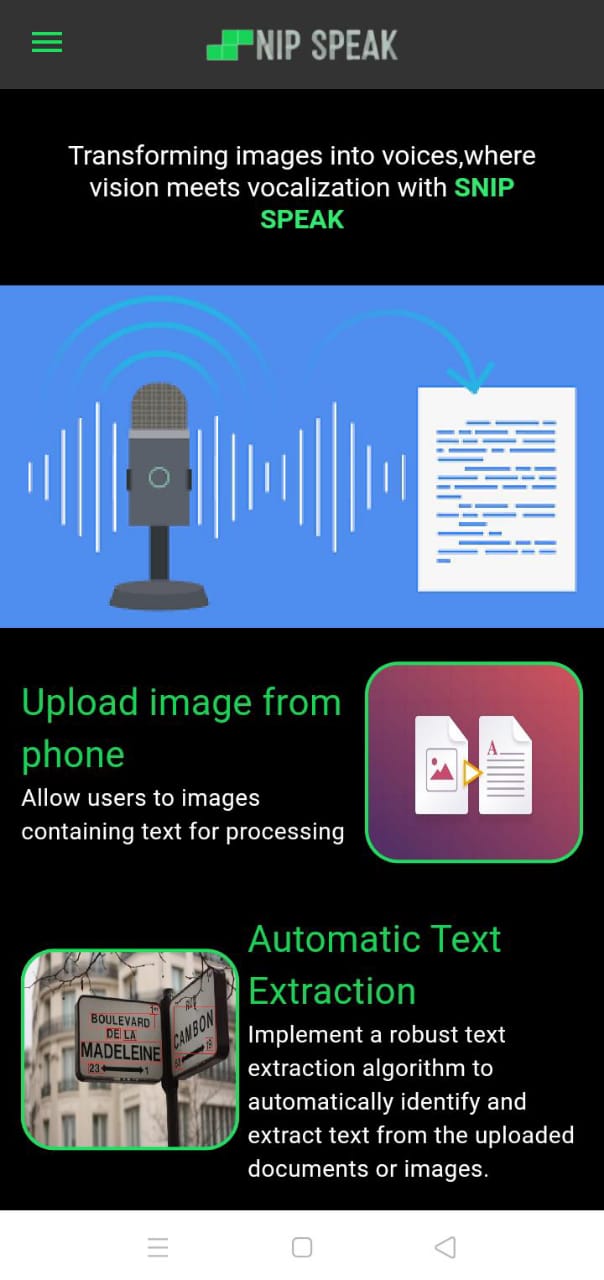 NIP SPEAK
Transforming images into voices,where
vision meets vocalization with SNIP
SPEAK
Upload image from
phone
Allow users to images
containing text for processing
A
Automatic Text
Extraction
Implement a robust text
extraction algorithm to
automatically identify and
extract text from the uploaded
documents or images.
BOULEVARD
DE LA
MADELEINE
23 1
CAMBON